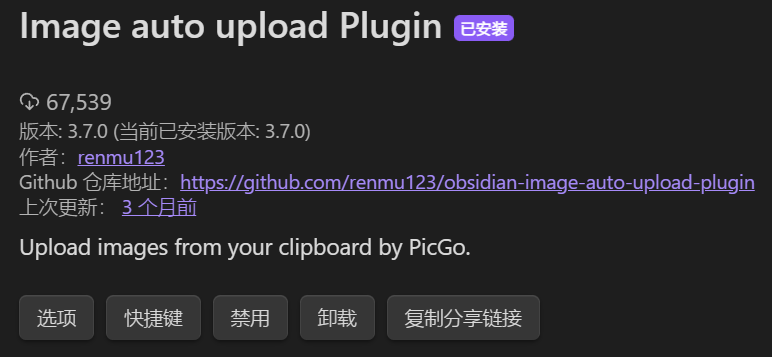 Image auto upload Plugin 已安装
67,539
版本: 3.7.0 (当前已安装版本: 3.7.0)
作者：renmu123
Github 仓库地址：https://github.com/renmu123/obsidian-image-auto-upload-plugin
上次更新： 3 个月前
Upload images from your clipboard by PicGo.
选项 快捷键 禁用 卸载 复制分享链接